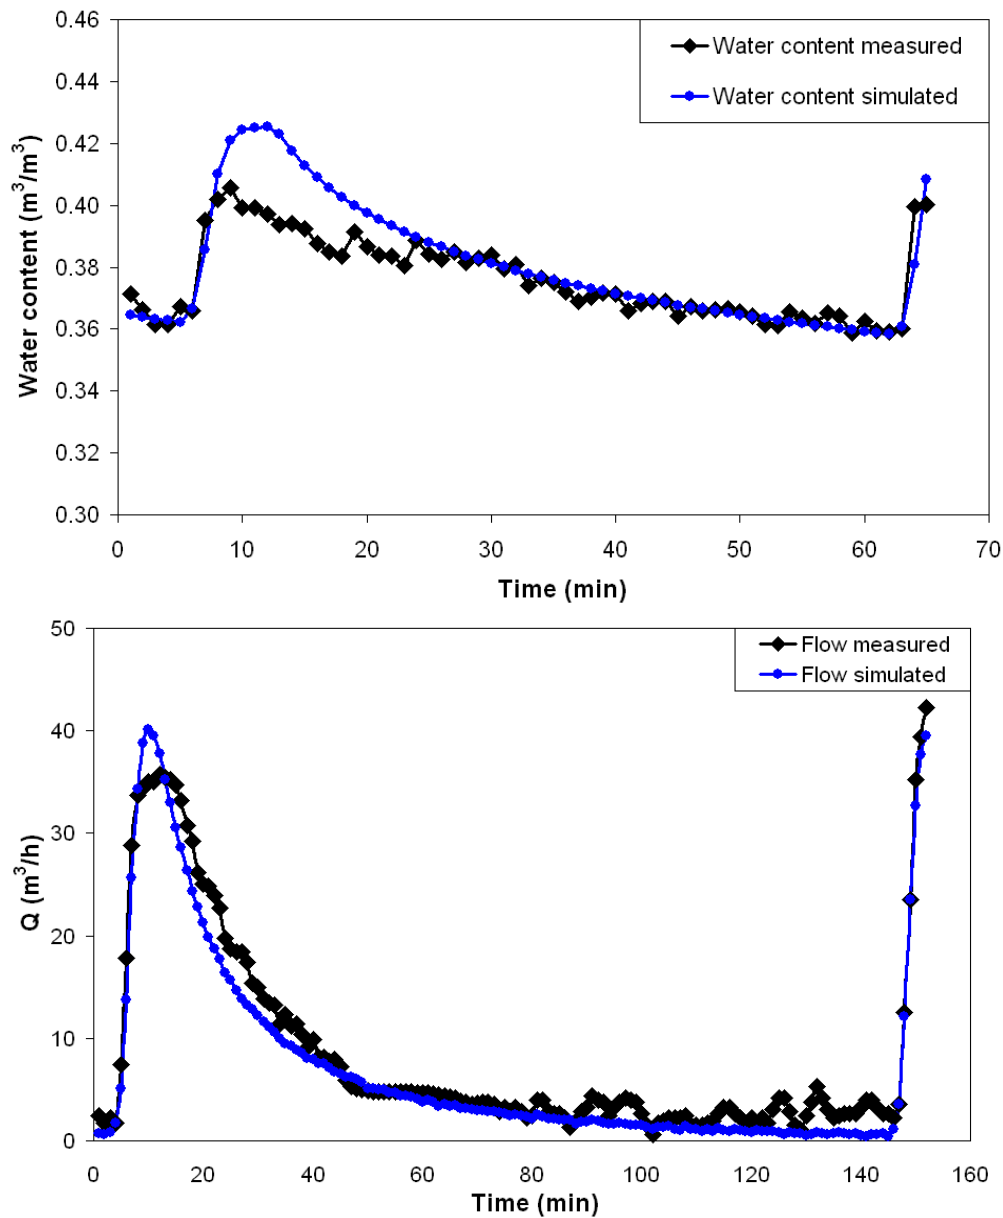 0.46
0.44
0.42
0.40
0.38
0.36
0.34
0.32
0.30
Water content (m³/m³)
Water content measured
Water content simulated
0 10 20 30 40 50 60 70
Time (min)
50
40
30
20
10
0
Q (m³/h)
Flow measured
Flow simulated
0 20 40 60 80 100 120 140 160
Time (min)